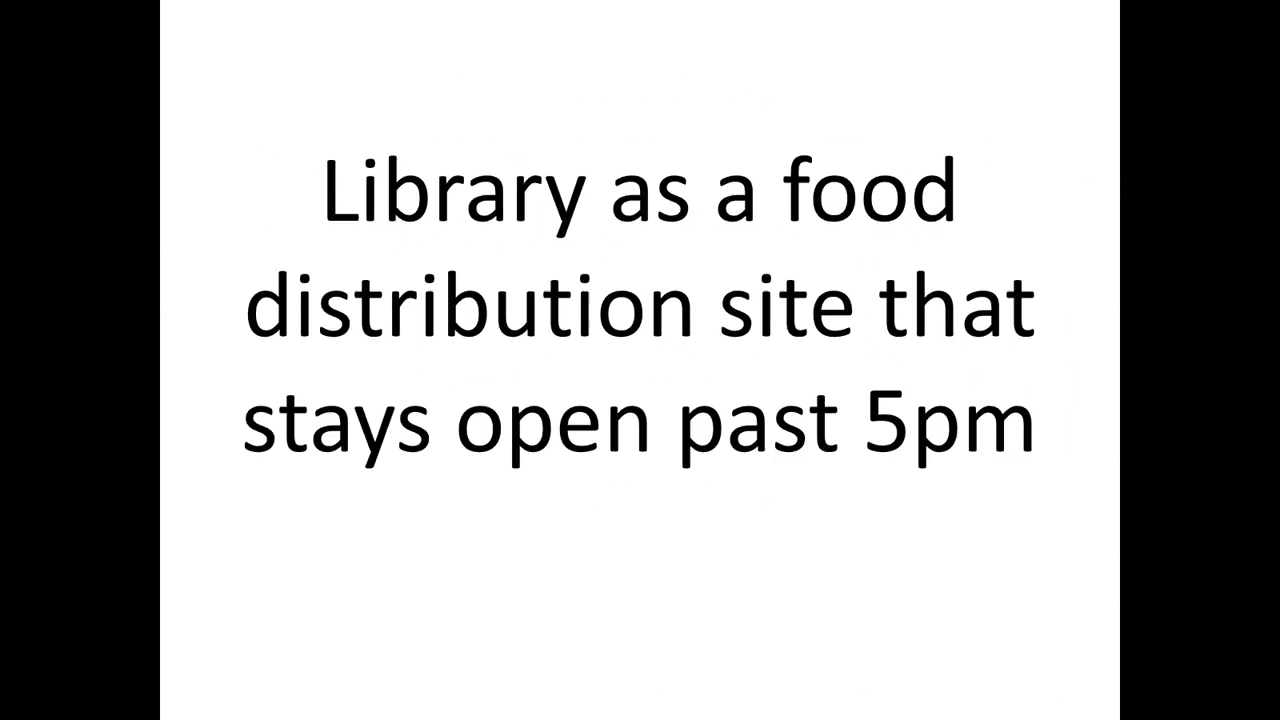 Library as a food
distribution site that
stays open past 5pm